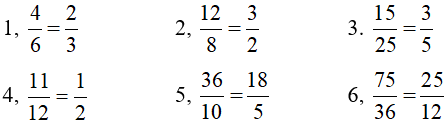 1, 4/6 = 2/3 2, 12/8 = 3/2 3. 15/25 = 3/5
4, 11/12 = 1/2 5, 36/10 = 18/5 6, 75/36 = 25/12